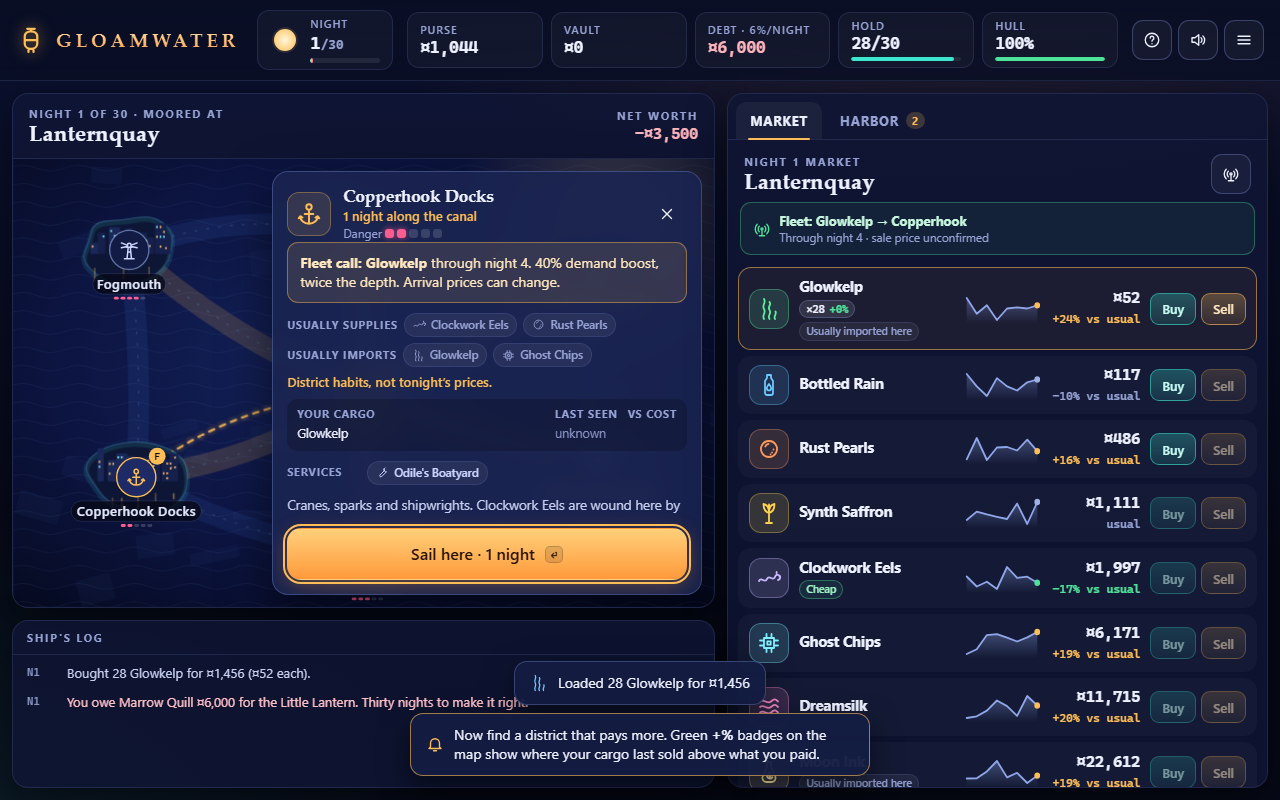 GLOAMWATER
NIGHT
1/30
PURSE
¤1,044
VAULT
¤0
DEBT · 6%/NIGHT
¤6,000
HOLD
28/30
HULL
100%
NIGHT 1 OF 30 · MOORED AT
Lanternquay
NET WORTH
−¤3,500
Fogmouth
F
Copperhook Docks
Copperhook Docks
1 night along the canal
Danger
Fleet call: Glowkelp through night 4. 40% demand boost,
twice the depth. Arrival prices can change.
USUALLY SUPPLIES Clockwork Eels Rust Pearls
USUALLY IMPORTS Glowkelp Ghost Chips
District habits, not tonight's prices.
YOUR CARGO LAST SEEN VS COST
Glowkelp unknown
SERVICES Odile's Boatyard
Cranes, sparks and shipwrights. Clockwork Eels are wound here by
Sail here · 1 night ↵
SHIP'S LOG
N1 Bought 28 Glowkelp for ¤1,456 (¤52 each).
N1 You owe Marrow Quill ¤6,000 for the Little Lantern. Thirty nights to make it right.
MARKET HARBOR 2
NIGHT 1 MARKET
Lanternquay
Fleet: Glowkelp → Copperhook
Through night 4 · sale price unconfirmed
Glowkelp
×28 +0%
Usually imported here
¤52
+24% vs usual
Buy Sell
Bottled Rain
¤117
−10% vs usual
Buy Sell
Rust Pearls
¤486
+16% vs usual
Buy Sell
Synth Saffron
¤1,111
usual
Buy Sell
Clockwork Eels
Cheap
¤1,997
−17% vs usual
Buy Sell
Ghost Chips
¤6,171
+19% vs usual
Buy Sell
Dreamsilk
¤11,715
+20% vs usual
Buy Sell
Moon Ink
Usually imported here
¤22,612
+19% vs usual
Buy Sell
Loaded 28 Glowkelp for ¤1,456
Now find a district that pays more. Green +% badges on the
map show where your cargo last sold above what you paid.